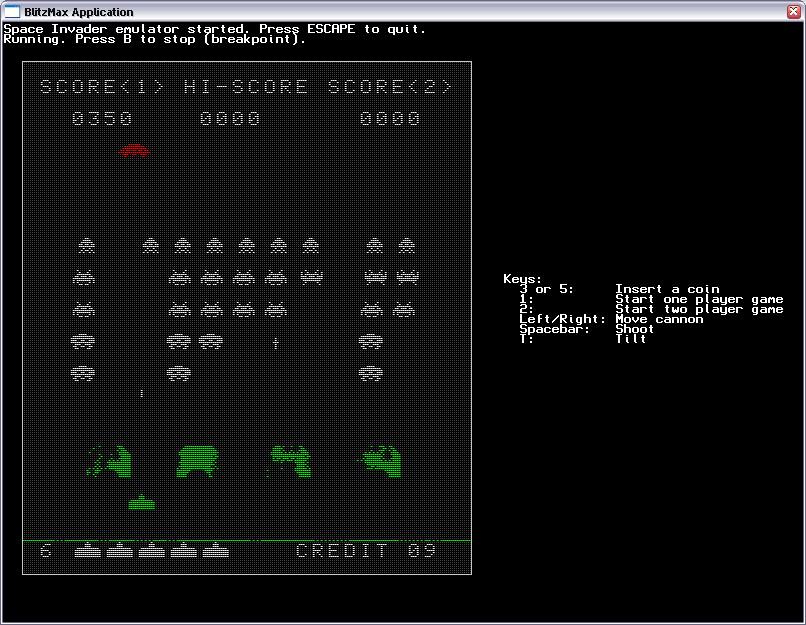 BlitzMax Application
Space Invader emulator started. Press ESCAPE to quit.
Running. Press B to stop (breakpoint).
SCORE<1> HI-SCORE SCORE<2>
0350 0000 0000
Keys:
3 or 5: Insert a coin
1: Start one player game
2: Start two player game
Left/Right: Move cannon
Spacebar: Shoot
T: Tilt
6 CREDIT 09